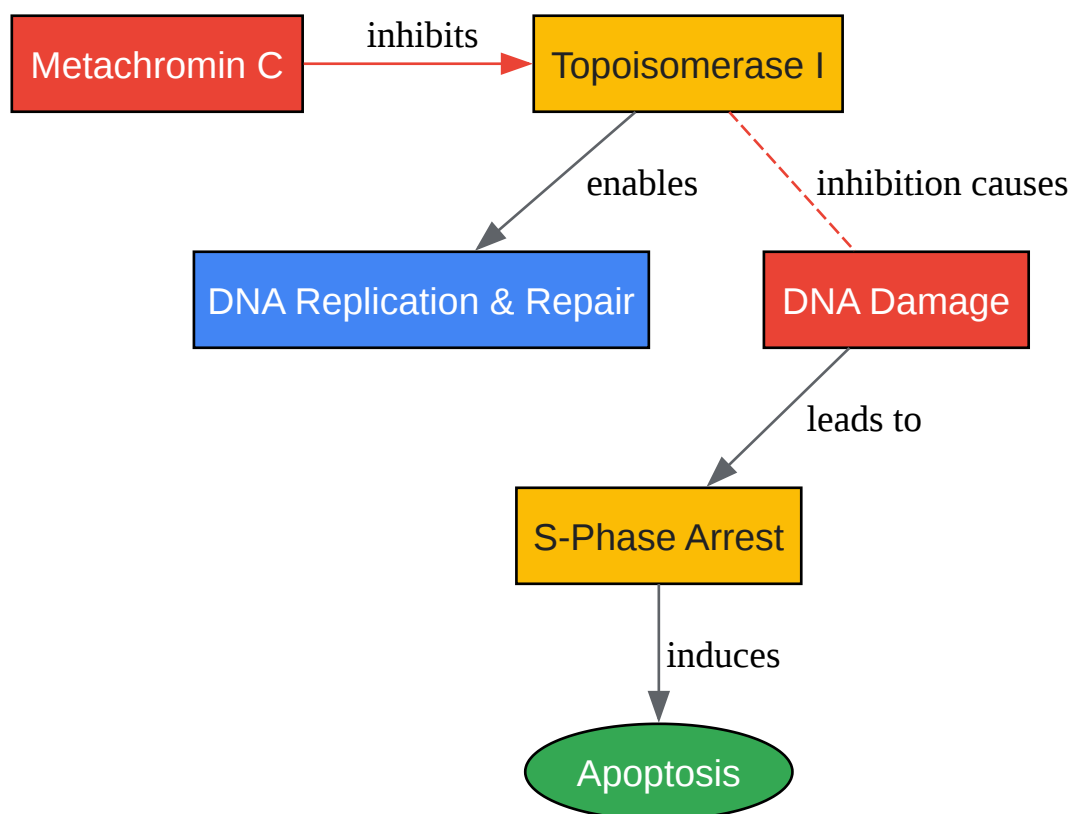 inhibits
Metachromin C
Topoisomerase I
enables
inhibition causes
DNA Replication & Repair
DNA Damage
leads to
S-Phase Arrest
induces
Apoptosis